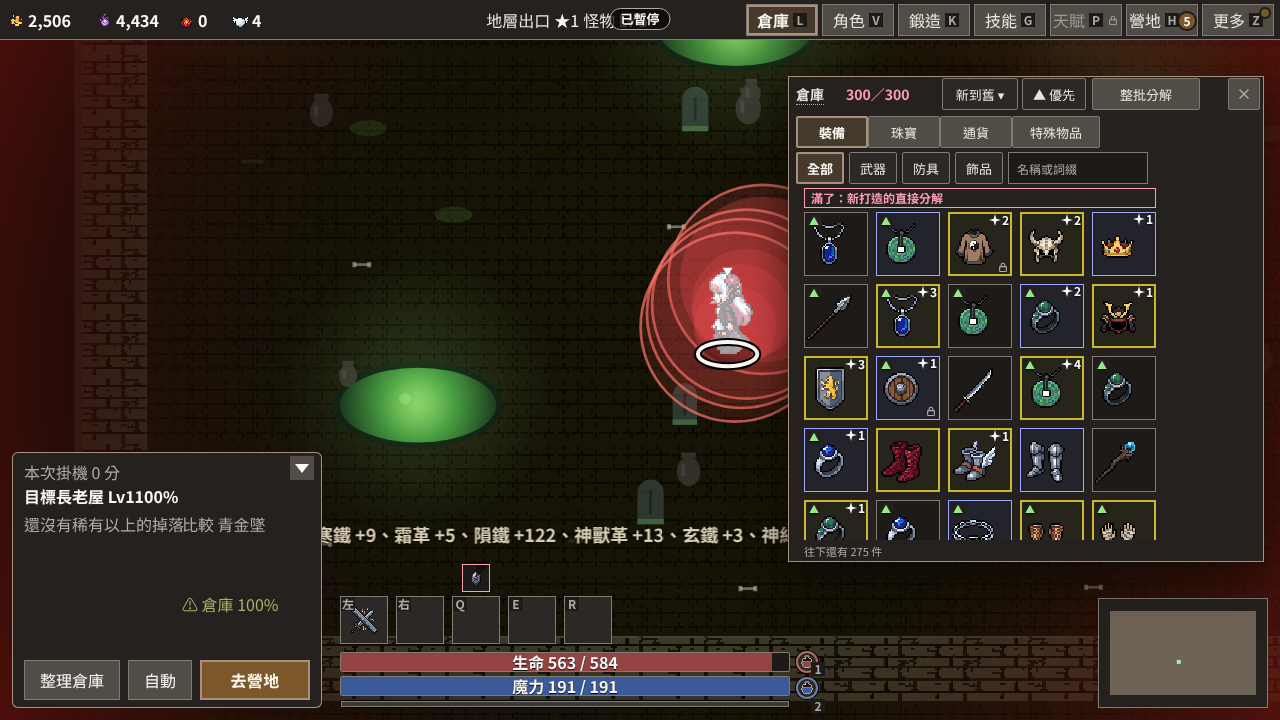 2,506 4,434 0 4
地層出口 ★1 怪物 已暫停
倉庫 L 角色 V 鍛造 K 技能 G 天賦 P 營地 H 5 更多 Z
倉庫 300／300 新到舊 ▾ ▲ 優先 整批分解 ✕
裝備 珠寶 通貨 特殊物品
全部 武器 防具 飾品 名稱或詞綴
滿了：新打造的直接分解
2 2 1
3 2 1
3 1 4
1 1
1
往下還有 275 件
本次掛機 0 分
目標長老屋 Lv1100%
還沒有稀有以上的掉落比較 青金墜
倉庫 100%
整理倉庫 自動 去營地
鐵 +9、霜革 +5、隕鐵 +122、神獸革 +13、玄鐵 +3、神
左 右 Q E R
生命 563 / 584 1
魔力 191 / 191 2